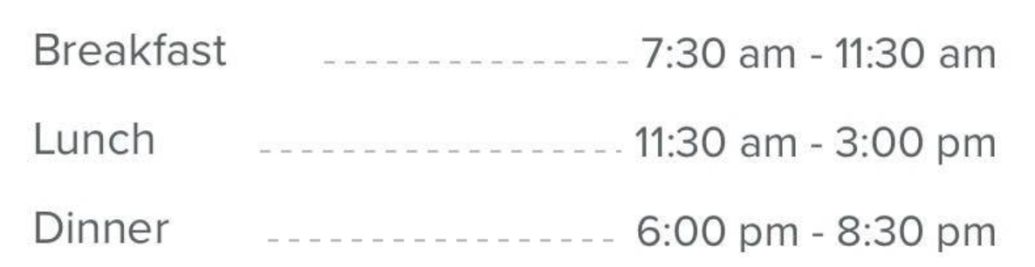 Breakfast 7:30 am - 11:30 am
Lunch 11:30 am - 3:00 pm
Dinner 6:00 pm - 8:30 pm